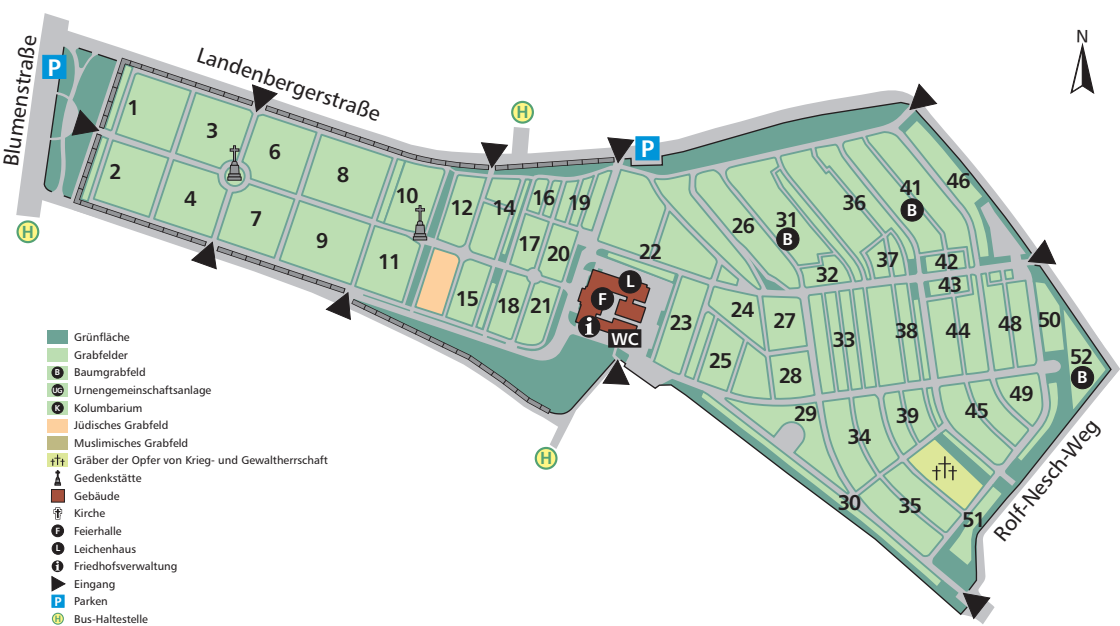 N
Blumenstraße
Landenbergerstraße
Rolf-Nesch-Weg
P
H
H
P
H
1
2
3
4
6
7
8
9
10
11
12
14
15
16
17
18
19
20
21
22
23
24
25
26
27
28
29
30
31
B
32
33
34
35
36
37
38
39
41
B
42
43
44
45
46
48
49
50
51
52
B
L
F
i
WC
Grünfläche
Grabfelder
B Baumgrabfeld
UG Urnengemeinschaftsanlage
K Kolumbarium
Jüdisches Grabfeld
Muslimisches Grabfeld
Gräber der Opfer von Krieg- und Gewaltherrschaft
Gedenkstätte
Gebäude
Kirche
F Feierhalle
L Leichenhaus
i Friedhofsverwaltung
Eingang
P Parken
H Bus-Haltestelle